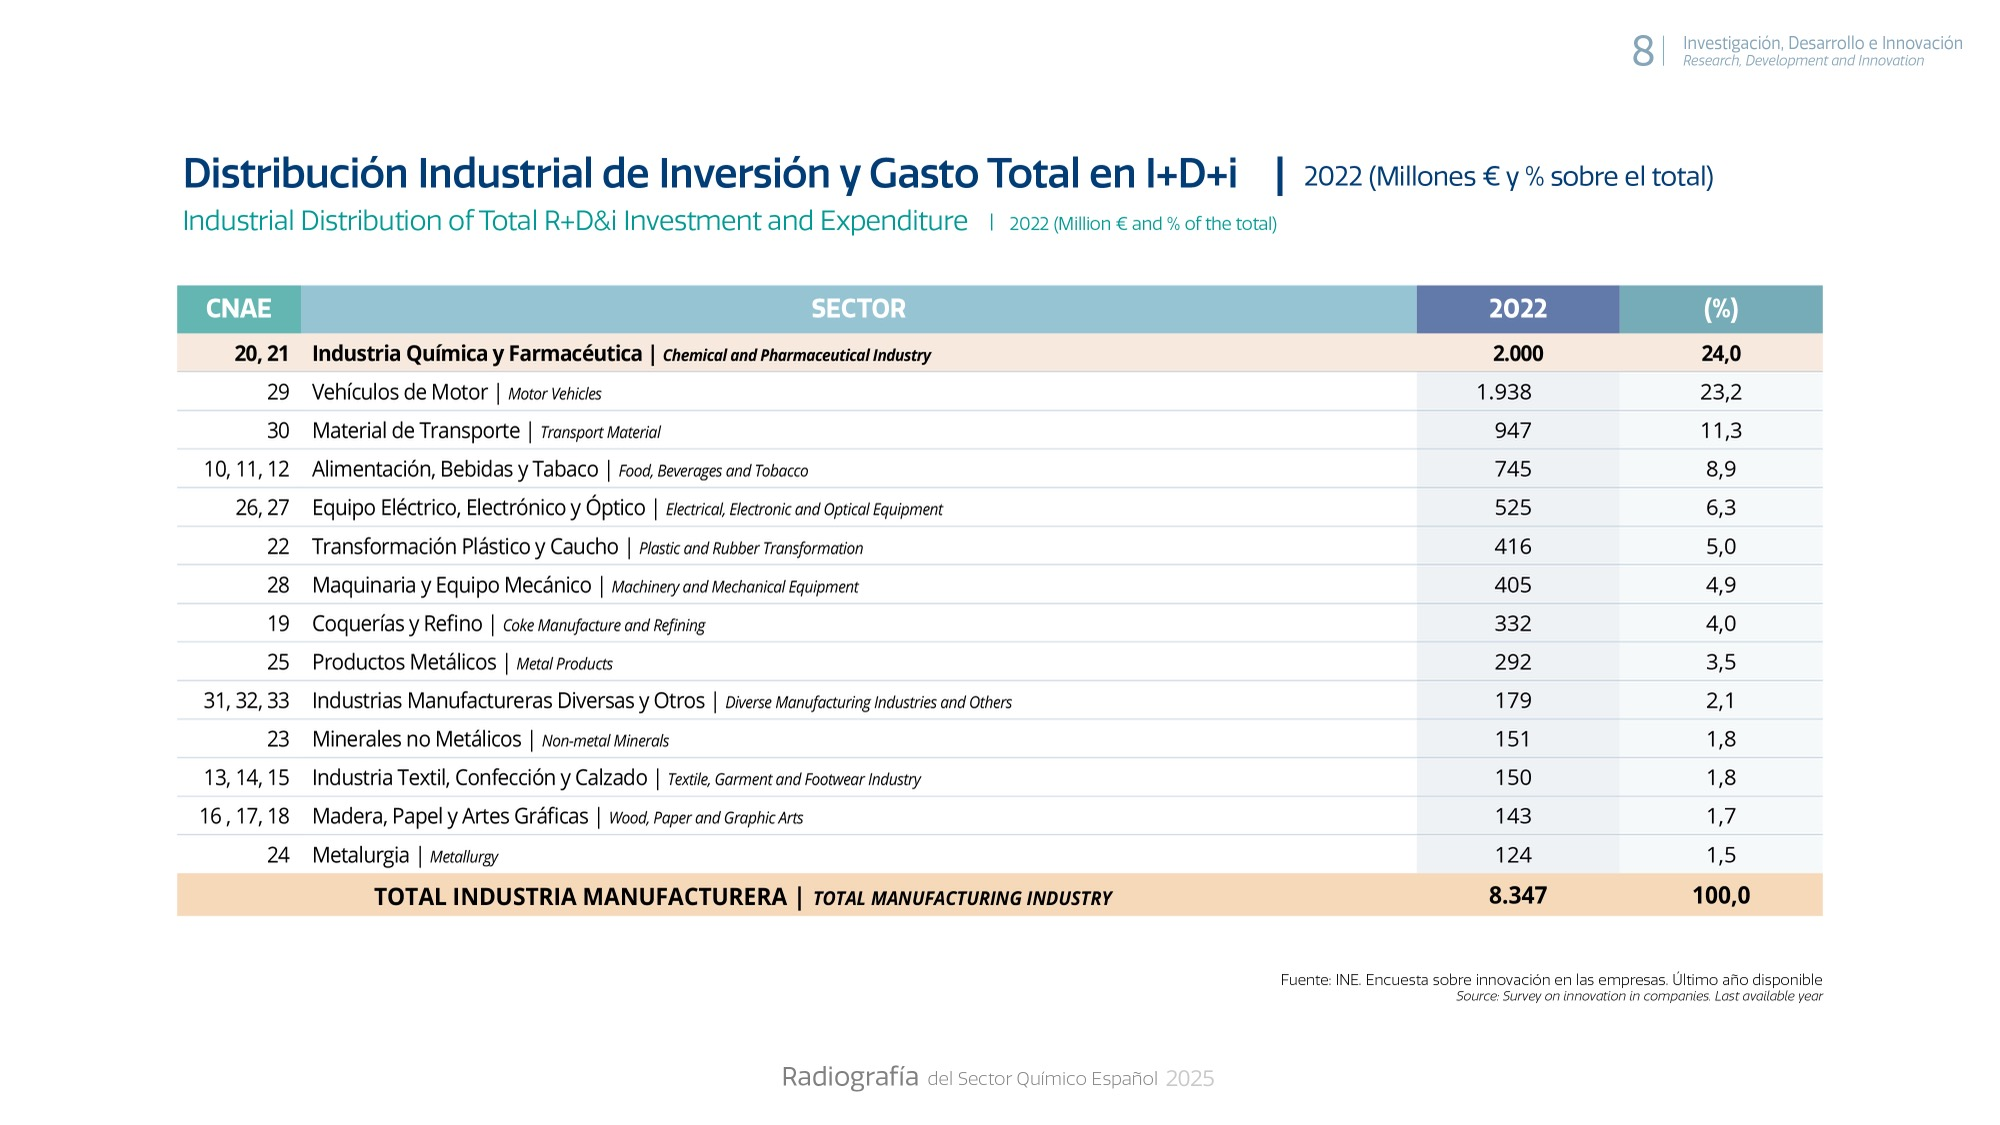 8 | Investigación, Desarrollo e Innovación
Research, Development and Innovation
Distribución Industrial de Inversión y Gasto Total en I+D+i | 2022 (Millones € y % sobre el total)
Industrial Distribution of Total R+D&i Investment and Expenditure | 2022 (Million € and % of the total)
CNAE SECTOR 2022 (%)
20, 21 Industria Química y Farmacéutica | Chemical and Pharmaceutical Industry 2.000 24,0
29 Vehículos de Motor | Motor Vehicles 1.938 23,2
30 Material de Transporte | Transport Material 947 11,3
10, 11, 12 Alimentación, Bebidas y Tabaco | Food, Beverages and Tobacco 745 8,9
26, 27 Equipo Eléctrico, Electrónico y Óptico | Electrical, Electronic and Optical Equipment 525 6,3
22 Transformación Plástico y Caucho | Plastic and Rubber Transformation 416 5,0
28 Maquinaria y Equipo Mecánico | Machinery and Mechanical Equipment 405 4,9
19 Coquerías y Refino | Coke Manufacture and Refining 332 4,0
25 Productos Metálicos | Metal Products 292 3,5
31, 32, 33 Industrias Manufactureras Diversas y Otros | Diverse Manufacturing Industries and Others 179 2,1
23 Minerales no Metálicos | Non-metal Minerals 151 1,8
13, 14, 15 Industria Textil, Confección y Calzado | Textile, Garment and Footwear Industry 150 1,8
16 , 17, 18 Madera, Papel y Artes Gráficas | Wood, Paper and Graphic Arts 143 1,7
24 Metalurgia | Metallurgy 124 1,5
TOTAL INDUSTRIA MANUFACTURERA | TOTAL MANUFACTURING INDUSTRY 8.347 100,0
Fuente: INE. Encuesta sobre innovación en las empresas. Último año disponible
Source: Survey on innovation in companies. Last available year
Radiografía del Sector Químico Español 2025